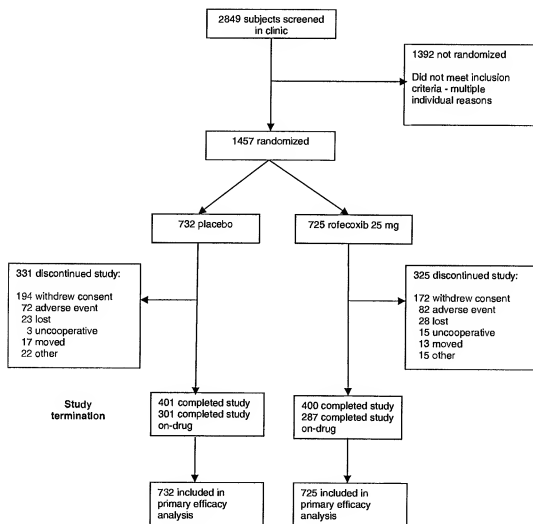 2849 subjects screened
in clinic
1392 not randomized
Did not meet inclusion
criteria - multiple
individual reasons
1457 randomized
732 placebo
725 rofecoxib 25 mg
331 discontinued study:
194 withdrew consent
72 adverse event
23 lost
3 uncooperative
17 moved
22 other
325 discontinued study:
172 withdrew consent
82 adverse event
28 lost
15 uncooperative
13 moved
15 other
Study
termination
401 completed study
301 completed study
on-drug
400 completed study
287 completed study
on-drug
732 included in
primary efficacy
analysis
725 included in
primary efficacy
analysis